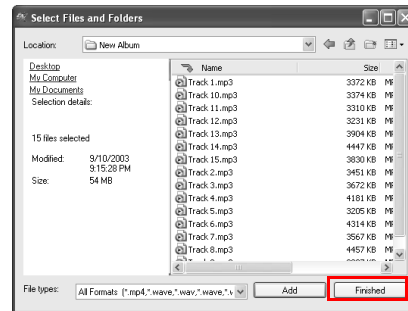 Select Files and Folders
Location: New Album
Desktop
My Computer
My Documents
Selection details:
15 files selected
Modified: 9/10/2003
9:15:28 PM
Size: 54 MB
Name Size
Track 1.mp3 3372 KB
Track 10.mp3 3374 KB
Track 11.mp3 3310 KB
Track 12.mp3 3231 KB
Track 13.mp3 3904 KB
Track 14.mp3 4447 KB
Track 15.mp3 3830 KB
Track 2.mp3 3451 KB
Track 3.mp3 3672 KB
Track 4.mp3 4181 KB
Track 5.mp3 3205 KB
Track 6.mp3 4314 KB
Track 7.mp3 3567 KB
Track 8.mp3 4457 KB
File types: All Formats (*.mp4,*.wave,*.wav,*.wave,*. Add Finished